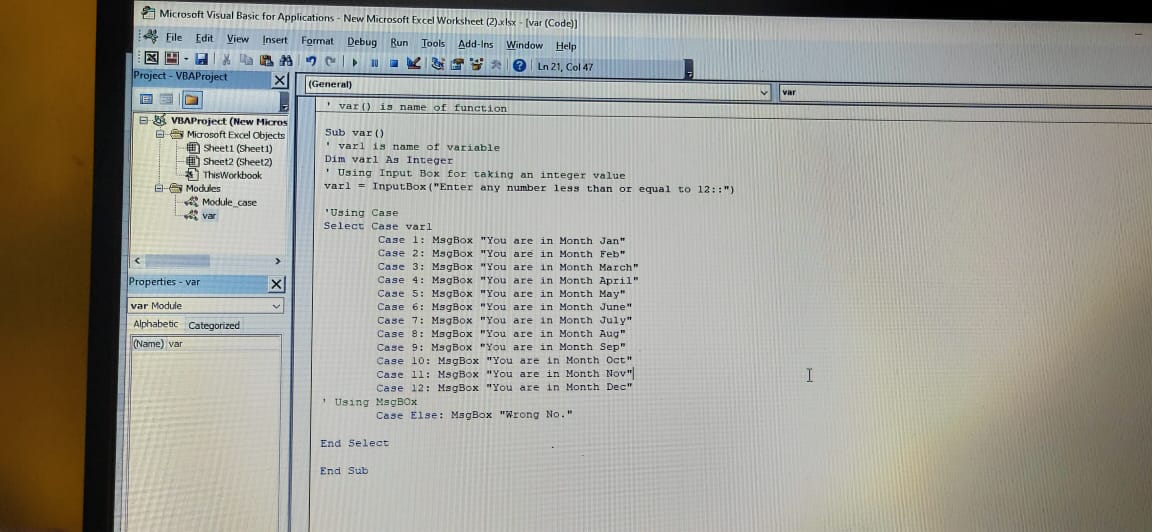 Microsoft Visual Basic for Applications - New Microsoft Excel Worksheet (2).xlsx - [var (Code)]
File Edit View Insert Format Debug Run Tools Add-Ins Window Help
Ln 21, Col 47
Project - VBAProject
(General)
var
VBAProject (New Micros
Microsoft Excel Objects
Sheet1 (Sheet1)
Sheet2 (Sheet2)
ThisWorkbook
Modules
Module_case
var
Properties - var
var Module
Alphabetic Categorized
(Name) var
' var() is name of function
Sub var()
' var1 is name of variable
Dim var1 As Integer
' Using Input Box for taking an integer value
var1 = InputBox("Enter any number less than or equal to 12::")
'Using Case
Select Case var1
Case 1: MsgBox "You are in Month Jan"
Case 2: MsgBox "You are in Month Feb"
Case 3: MsgBox "You are in Month March"
Case 4: MsgBox "You are in Month April"
Case 5: MsgBox "You are in Month May"
Case 6: MsgBox "You are in Month June"
Case 7: MsgBox "You are in Month July"
Case 8: MsgBox "You are in Month Aug"
Case 9: MsgBox "You are in Month Sep"
Case 10: MsgBox "You are in Month Oct"
Case 11: MsgBox "You are in Month Nov"
Case 12: MsgBox "You are in Month Dec"
' Using MsgBOx
Case Else: MsgBox "Wrong No."
End Select
End Sub